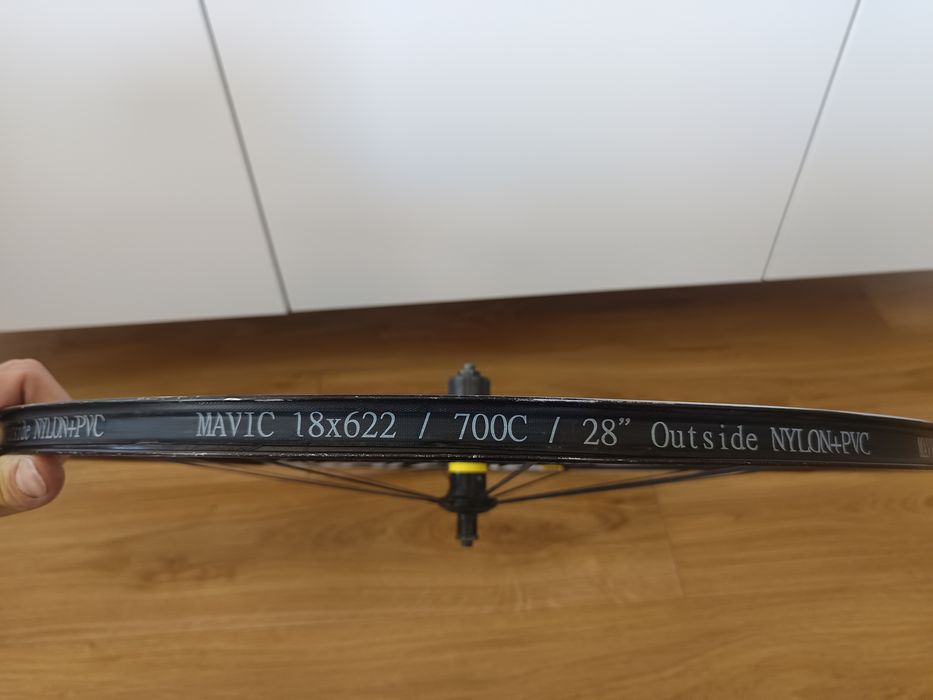 NYLON+PVC MAVIC 18x622 / 700C / 28” Outside NYLON+PVC